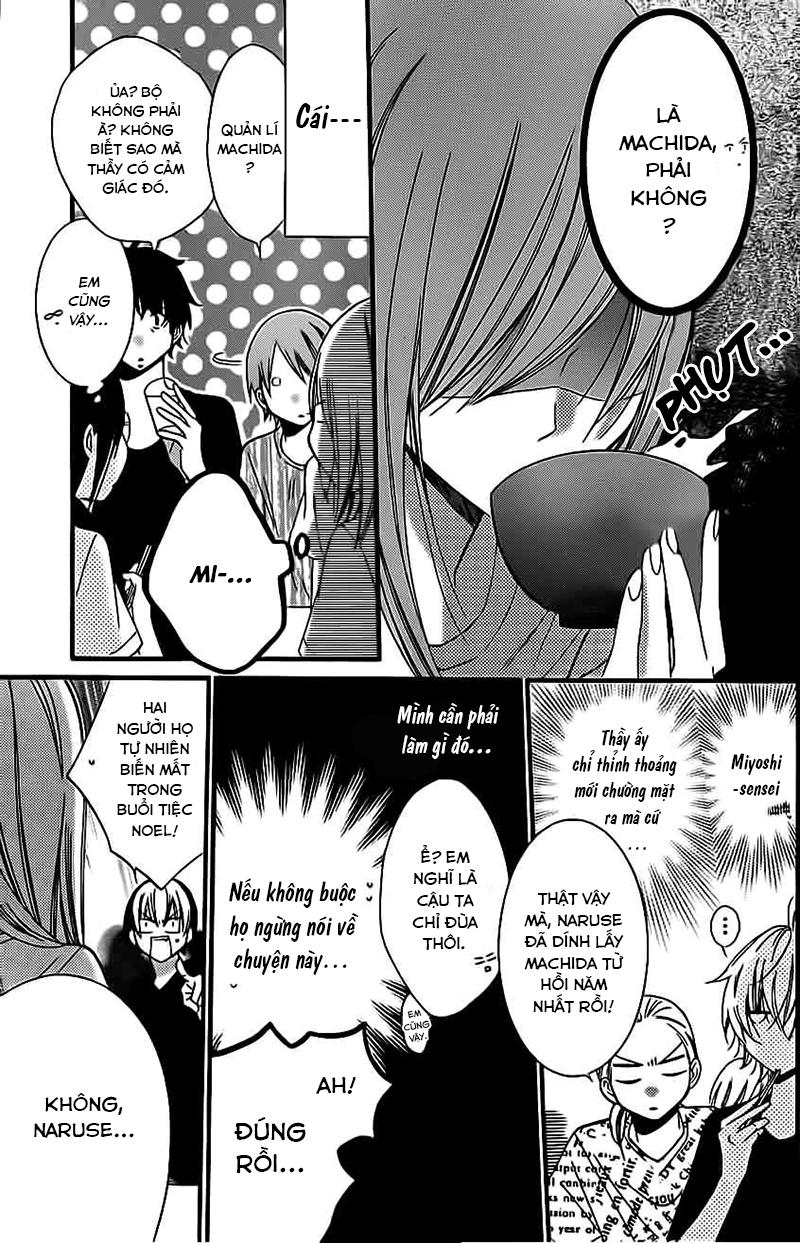 LÀ
MACHIDA,
PHẢI
KHÔNG
?
PHỤT...
Cái---
QUẢN LÍ
MACHIDA
?
ỦA? BỘ
KHÔNG PHẢI
À? KHÔNG
BIẾT SAO MÀ
THẦY CÓ CẢM
GIÁC ĐÓ.
EM
CŨNG
VẬY...
MI-...
Miyoshi
-sensei
Thầy ấy
chỉ thỉnh thoảng
mới chường mặt
ra mà cứ
...
...
THẬT VẬY
MÀ, NARUSE
ĐÃ DÍNH LẤY
MACHIDA TỪ
HỒI NĂM
NHẤT RỒI!
Mình cần phải
làm gì đó...
Ể? EM
NGHĨ LÀ
CẬU TA
CHỈ ĐÙA
THÔI.
EM
CŨNG
VẬY.
Nếu không buộc
họ ngừng nói về
chuyện này...
AH!
ĐÚNG
RỒI...
HAI
NGƯỜI HỌ
TỰ NHIÊN
BIẾN MẤT
TRONG
BUỔI TIỆC
NOEL!
KHÔNG,
NARUSE...